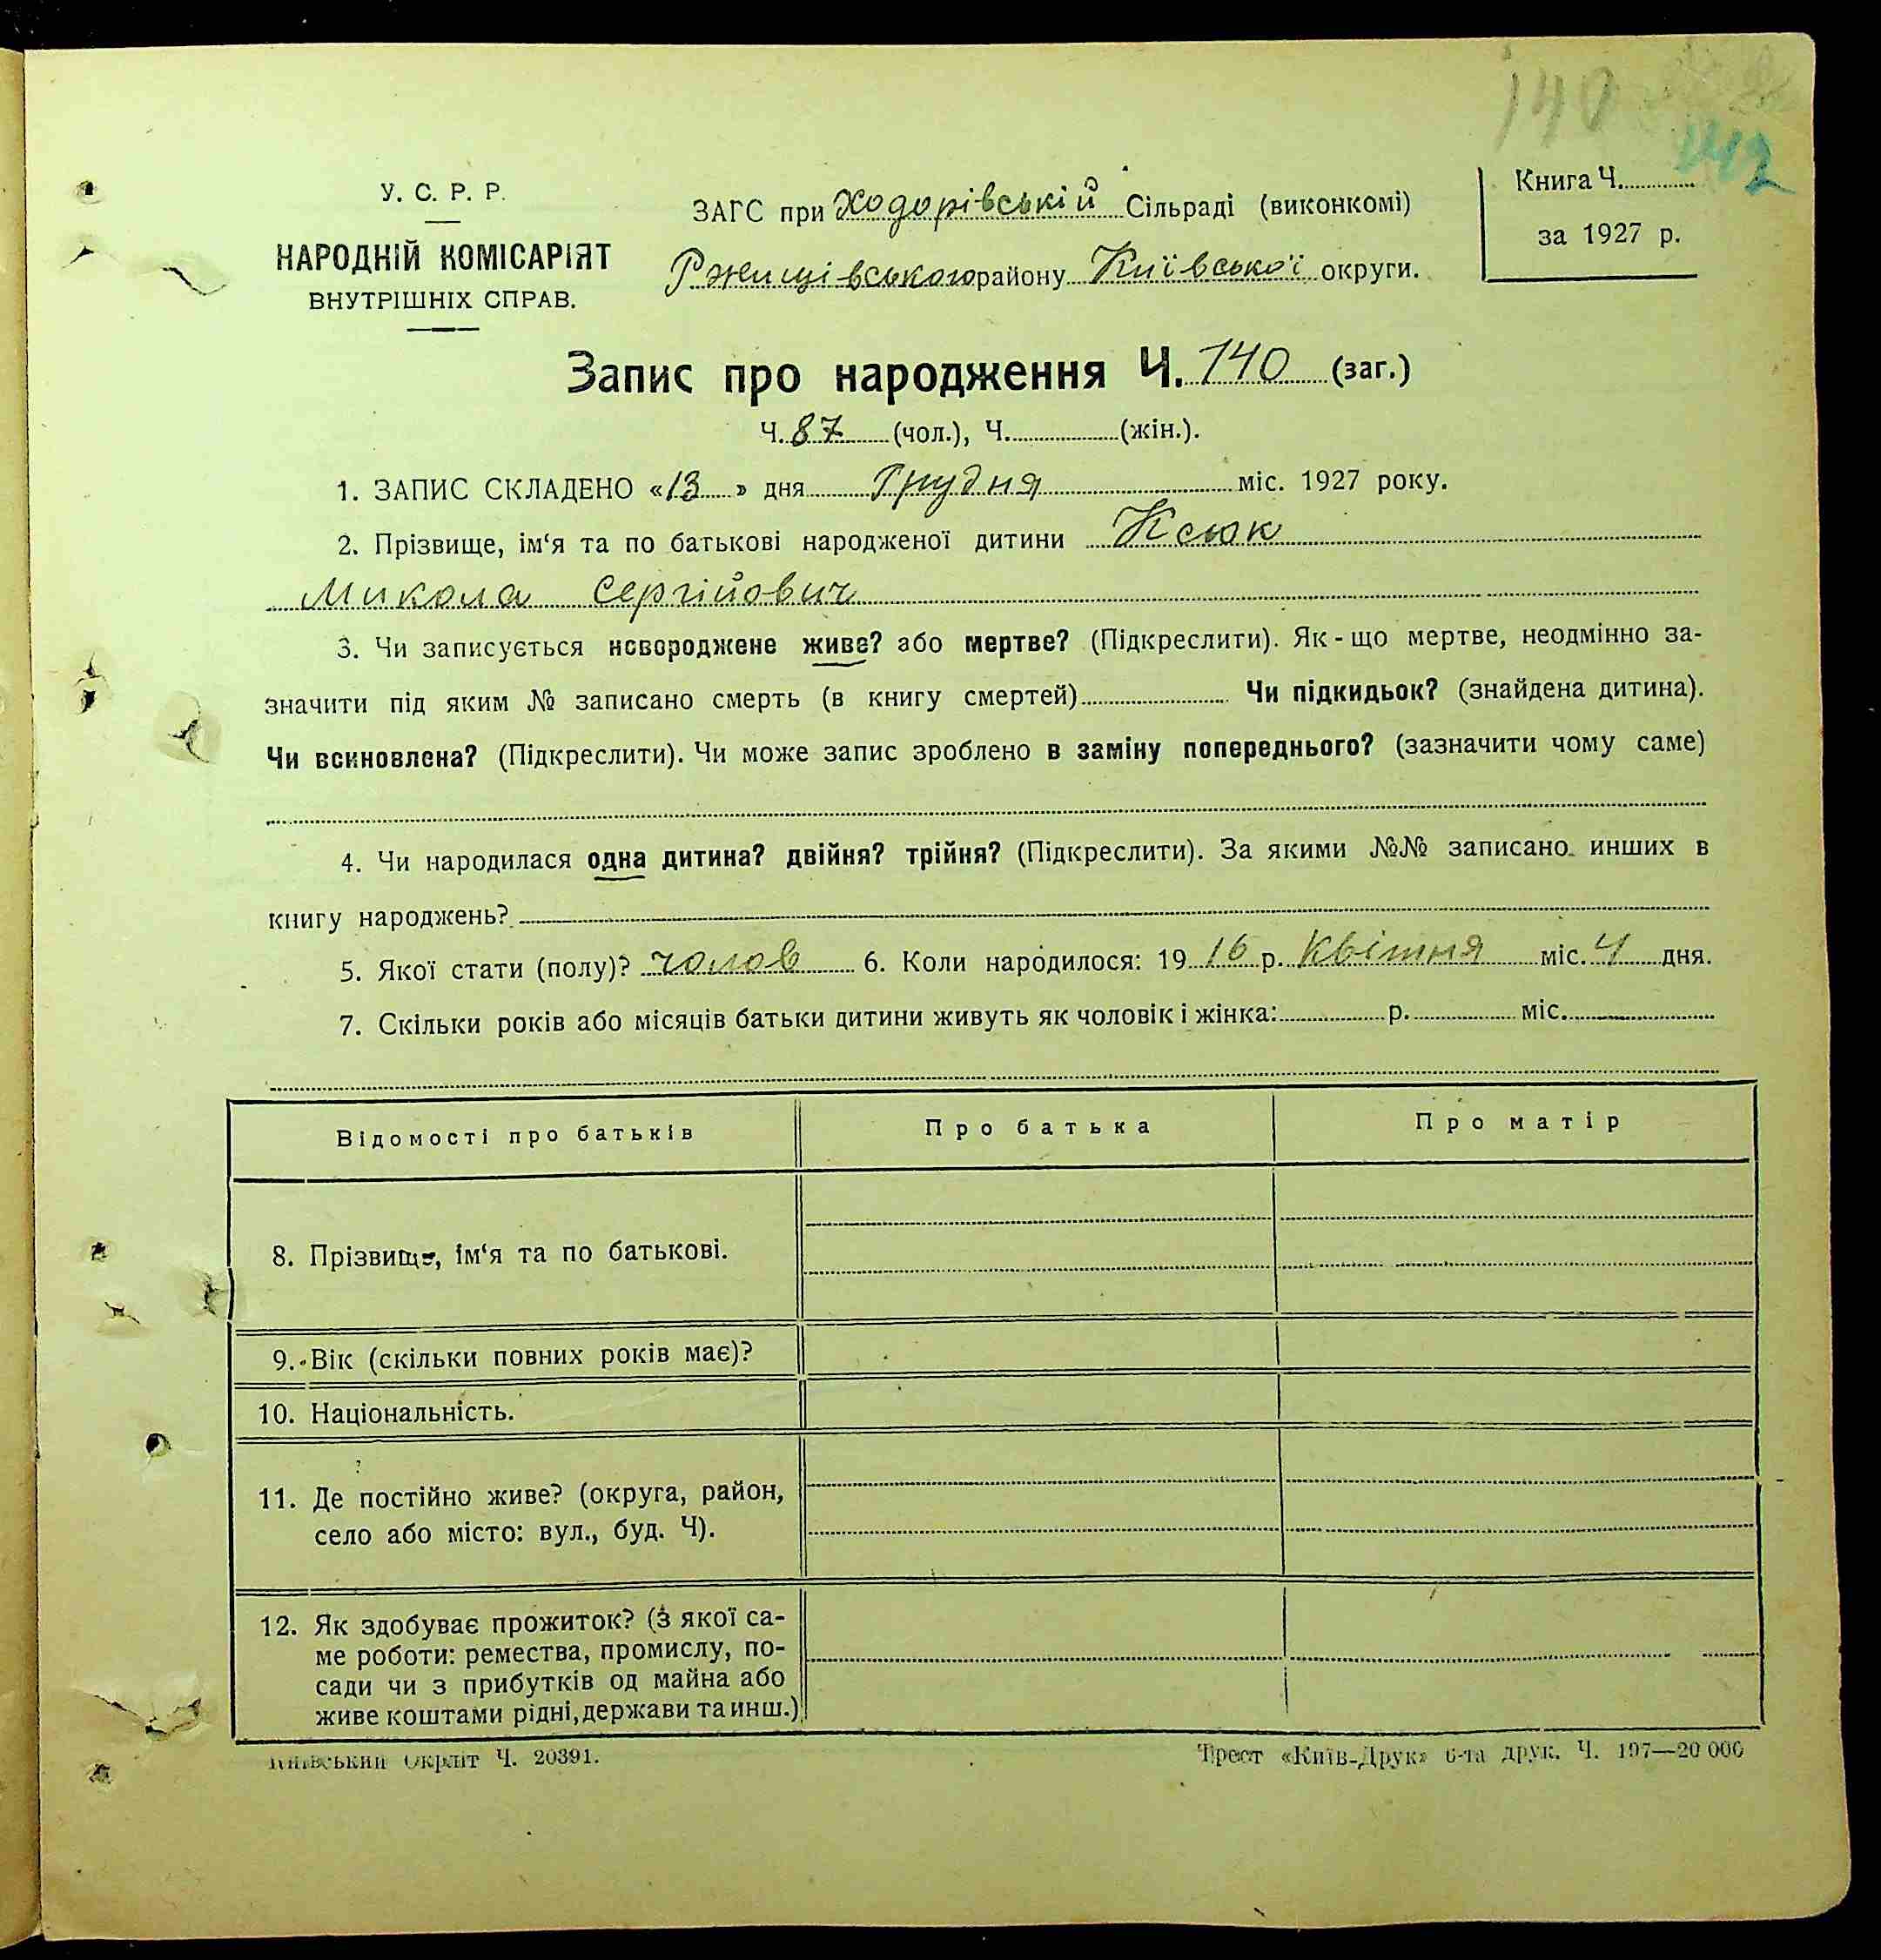 140
142
У. С. Р. Р.
НАРОДНІЙ КОМІСАРІЯТ
ВНУТРІШНІХ СПРАВ.
ЗАГС при Ходорівській Сільраді (виконкомі)
Ржищівського району Київської округи.
Книга Ч.
за 1927 р.
Запис про народження Ч. 140 (заг.)
Ч. 87 (чол.), Ч. (жін.).
1. ЗАПИС СКЛАДЕНО «13» дня Грудня міс. 1927 року.
2. Прізвище, ім‘я та по батькові народженої дитини Ксюк
Микола Сергійович
3. Чи записується новороджене живе? або мертве? (Підкреслити). Як-що мертве, неодмінно за-
значити під яким № записано смерть (в книгу смертей) Чи підкидьок? (знайдена дитина).
Чи всиновлена? (Підкреслити). Чи може запис зроблено в заміну попереднього? (зазначити чому саме)
4. Чи народилася одна дитина? двійня? трійня? (Підкреслити). За якими №№ записано инших в
книгу народжень?
5. Якої стати (полу)? чолов 6. Коли народилося: 19 16 р. Квітня міс. 4 дня.
7. Скільки років або місяців батьки дитини живуть як чоловік і жінка: р. міс.
Відомості про батьків Про батька Про матір
8. Прізвище, ім‘я та по батькові.
9. Вік (скільки повних років має)?
10. Національність.
11. Де постійно живе? (округа, район,
село або місто: вул., буд. Ч).
12. Як здобуває прожиток? (з якої са-
ме роботи: ремества, промислу, по-
сади чи з прибутків од майна або
живе коштами рідні, держави та инш.)
Київський Окрліт Ч. 20391.
Трест «Київ-Друк» 6-та друк. Ч. 197—20 000